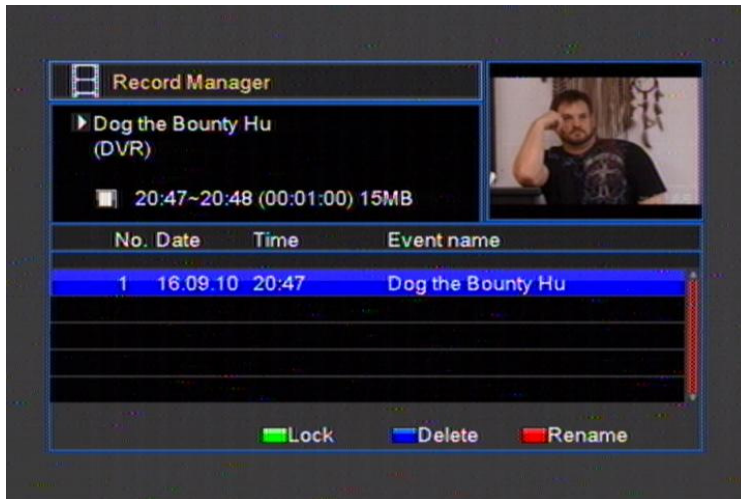 Record Manager
Dog the Bounty Hu
(DVR)
20:47~20:48 (00:01:00) 15MB
No. Date Time Event name
1 16.09.10 20:47 Dog the Bounty Hu
Lock Delete Rename